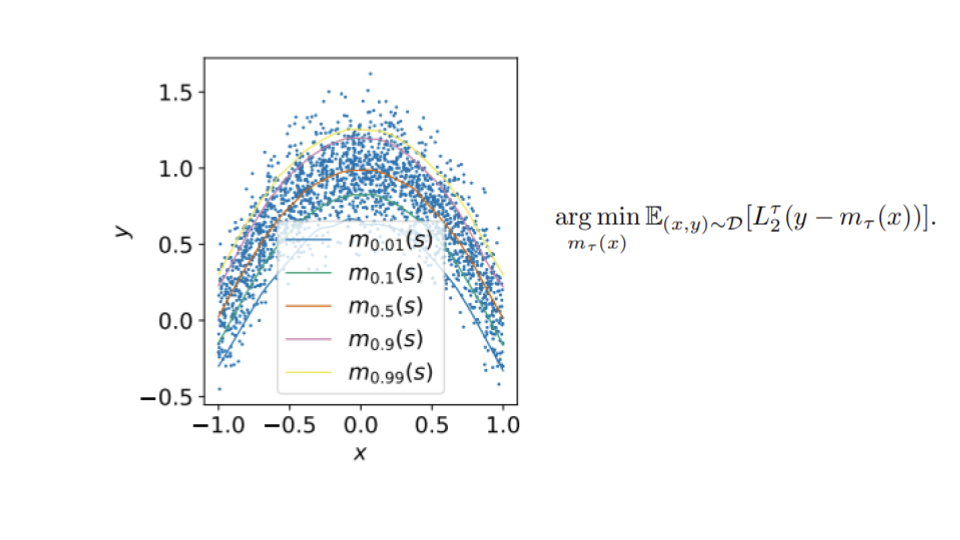 1.5
1.0
0.5
0.0
−0.5
y
−1.0 −0.5 0.0 0.5 1.0
x
m0.01(s)
m0.1(s)
m0.5(s)
m0.9(s)
m0.99(s)
arg min 𝔼(x,y)∼𝒟[L₂^τ(y − mτ(x))].
mτ(x)